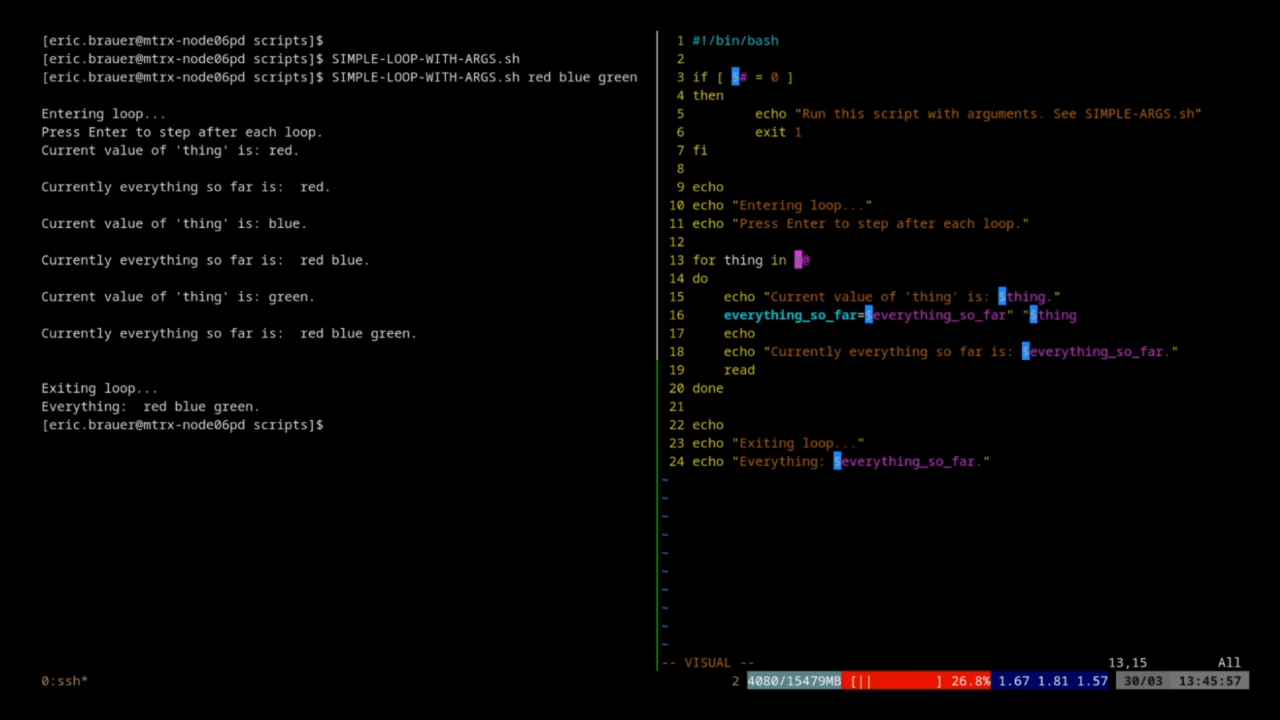 [eric.brauer@mtrx-node06pd scripts]$
[eric.brauer@mtrx-node06pd scripts]$ SIMPLE-LOOP-WITH-ARGS.sh
[eric.brauer@mtrx-node06pd scripts]$ SIMPLE-LOOP-WITH-ARGS.sh red blue green
Entering loop...
Press Enter to step after each loop.
Current value of 'thing' is: red.
Currently everything so far is:  red.
Current value of 'thing' is: blue.
Currently everything so far is:  red blue.
Current value of 'thing' is: green.
Currently everything so far is:  red blue green.
Exiting loop...
Everything:  red blue green.
[eric.brauer@mtrx-node06pd scripts]$
1 #!/bin/bash
2
3 if [ $# = 0 ]
4 then
5         echo "Run this script with arguments. See SIMPLE-ARGS.sh"
6         exit 1
7 fi
8
9 echo
10 echo "Entering loop..."
11 echo "Press Enter to step after each loop."
12
13 for thing in $@
14 do
15     echo "Current value of 'thing' is: $thing."
16     everything_so_far=$everything_so_far" "$thing
17     echo
18     echo "Currently everything so far is: $everything_so_far."
19     read
20 done
21
22 echo
23 echo "Exiting loop..."
24 echo "Everything: $everything_so_far."
~
~
~
~
~
~
~
~
~
~
-- VISUAL -- 13,15 All
0:ssh* 2 4080/15479MB [||        ] 26.8% 1.67 1.81 1.57 30/03 13:45:57